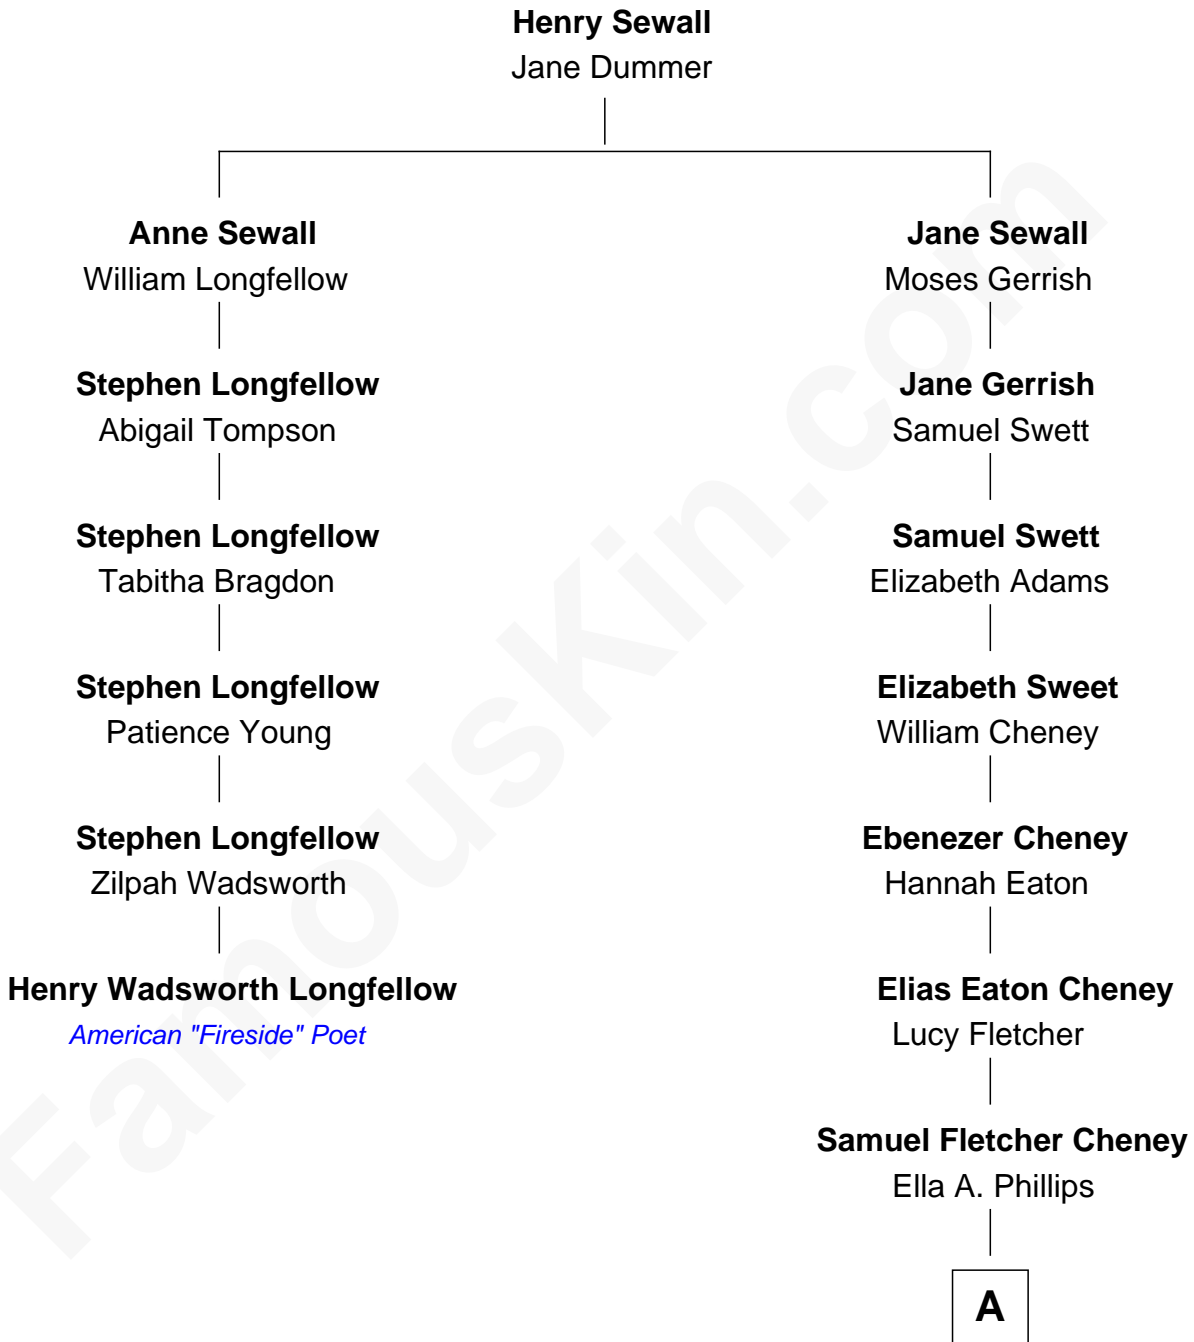 Henry Sewall
Jane Dummer
Anne Sewall
William Longfellow
Stephen Longfellow
Abigail Tompson
Stephen Longfellow
Tabitha Bragdon
Stephen Longfellow
Patience Young
Stephen Longfellow
Zilpah Wadsworth
Henry Wadsworth Longfellow
American "Fireside" Poet
Jane Sewall
Moses Gerrish
Jane Gerrish
Samuel Swett
Samuel Swett
Elizabeth Adams
Elizabeth Sweet
William Cheney
Ebenezer Cheney
Hannah Eaton
Elias Eaton Cheney
Lucy Fletcher
Samuel Fletcher Cheney
Ella A. Phillips
A
FamousKin.com